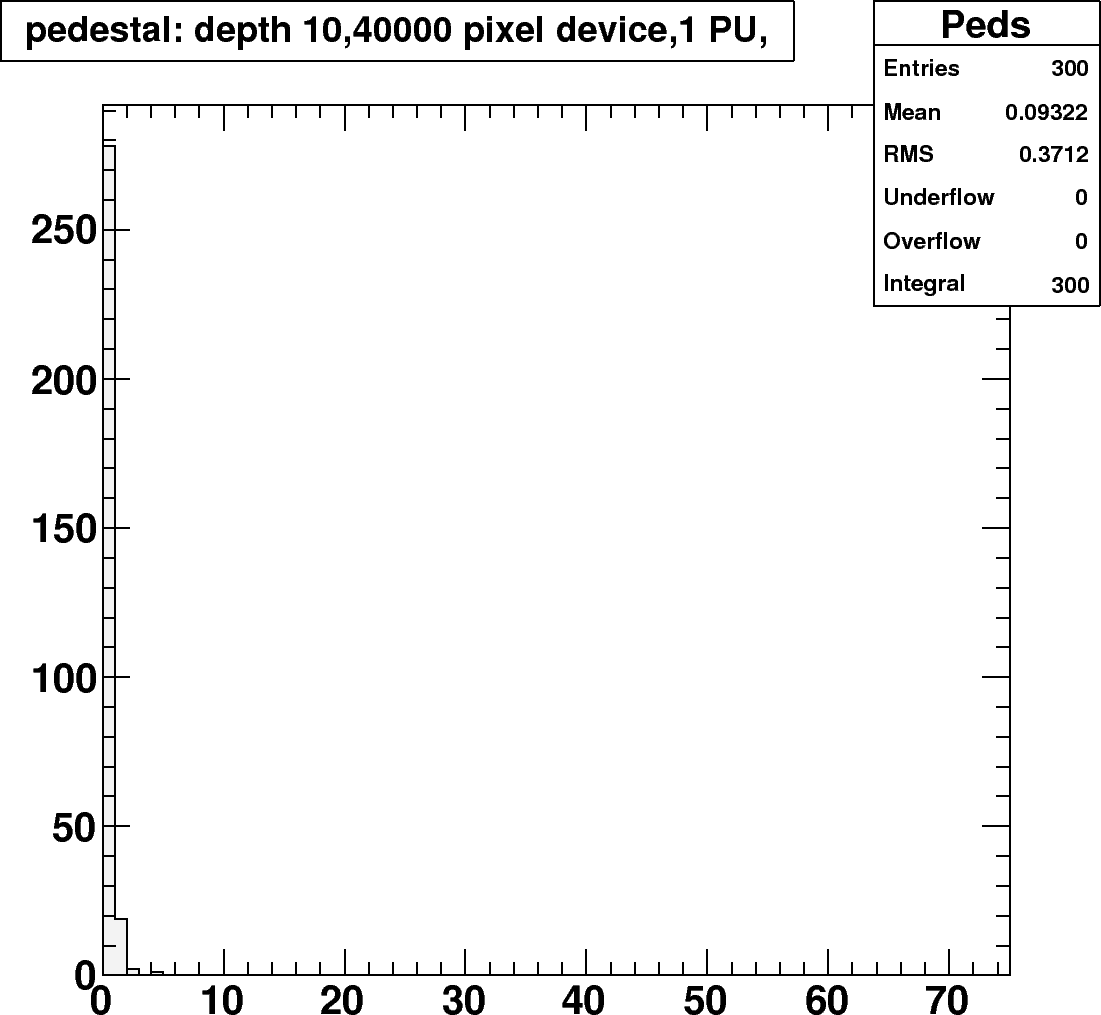 pedestal: depth 10,40000 pixel device,1 PU,
Peds
Entries 300
Mean 0.09322
RMS 0.3712
Underflow 0
Overflow 0
Integral 300
250
200
150
100
50
0
0 10 20 30 40 50 60 70